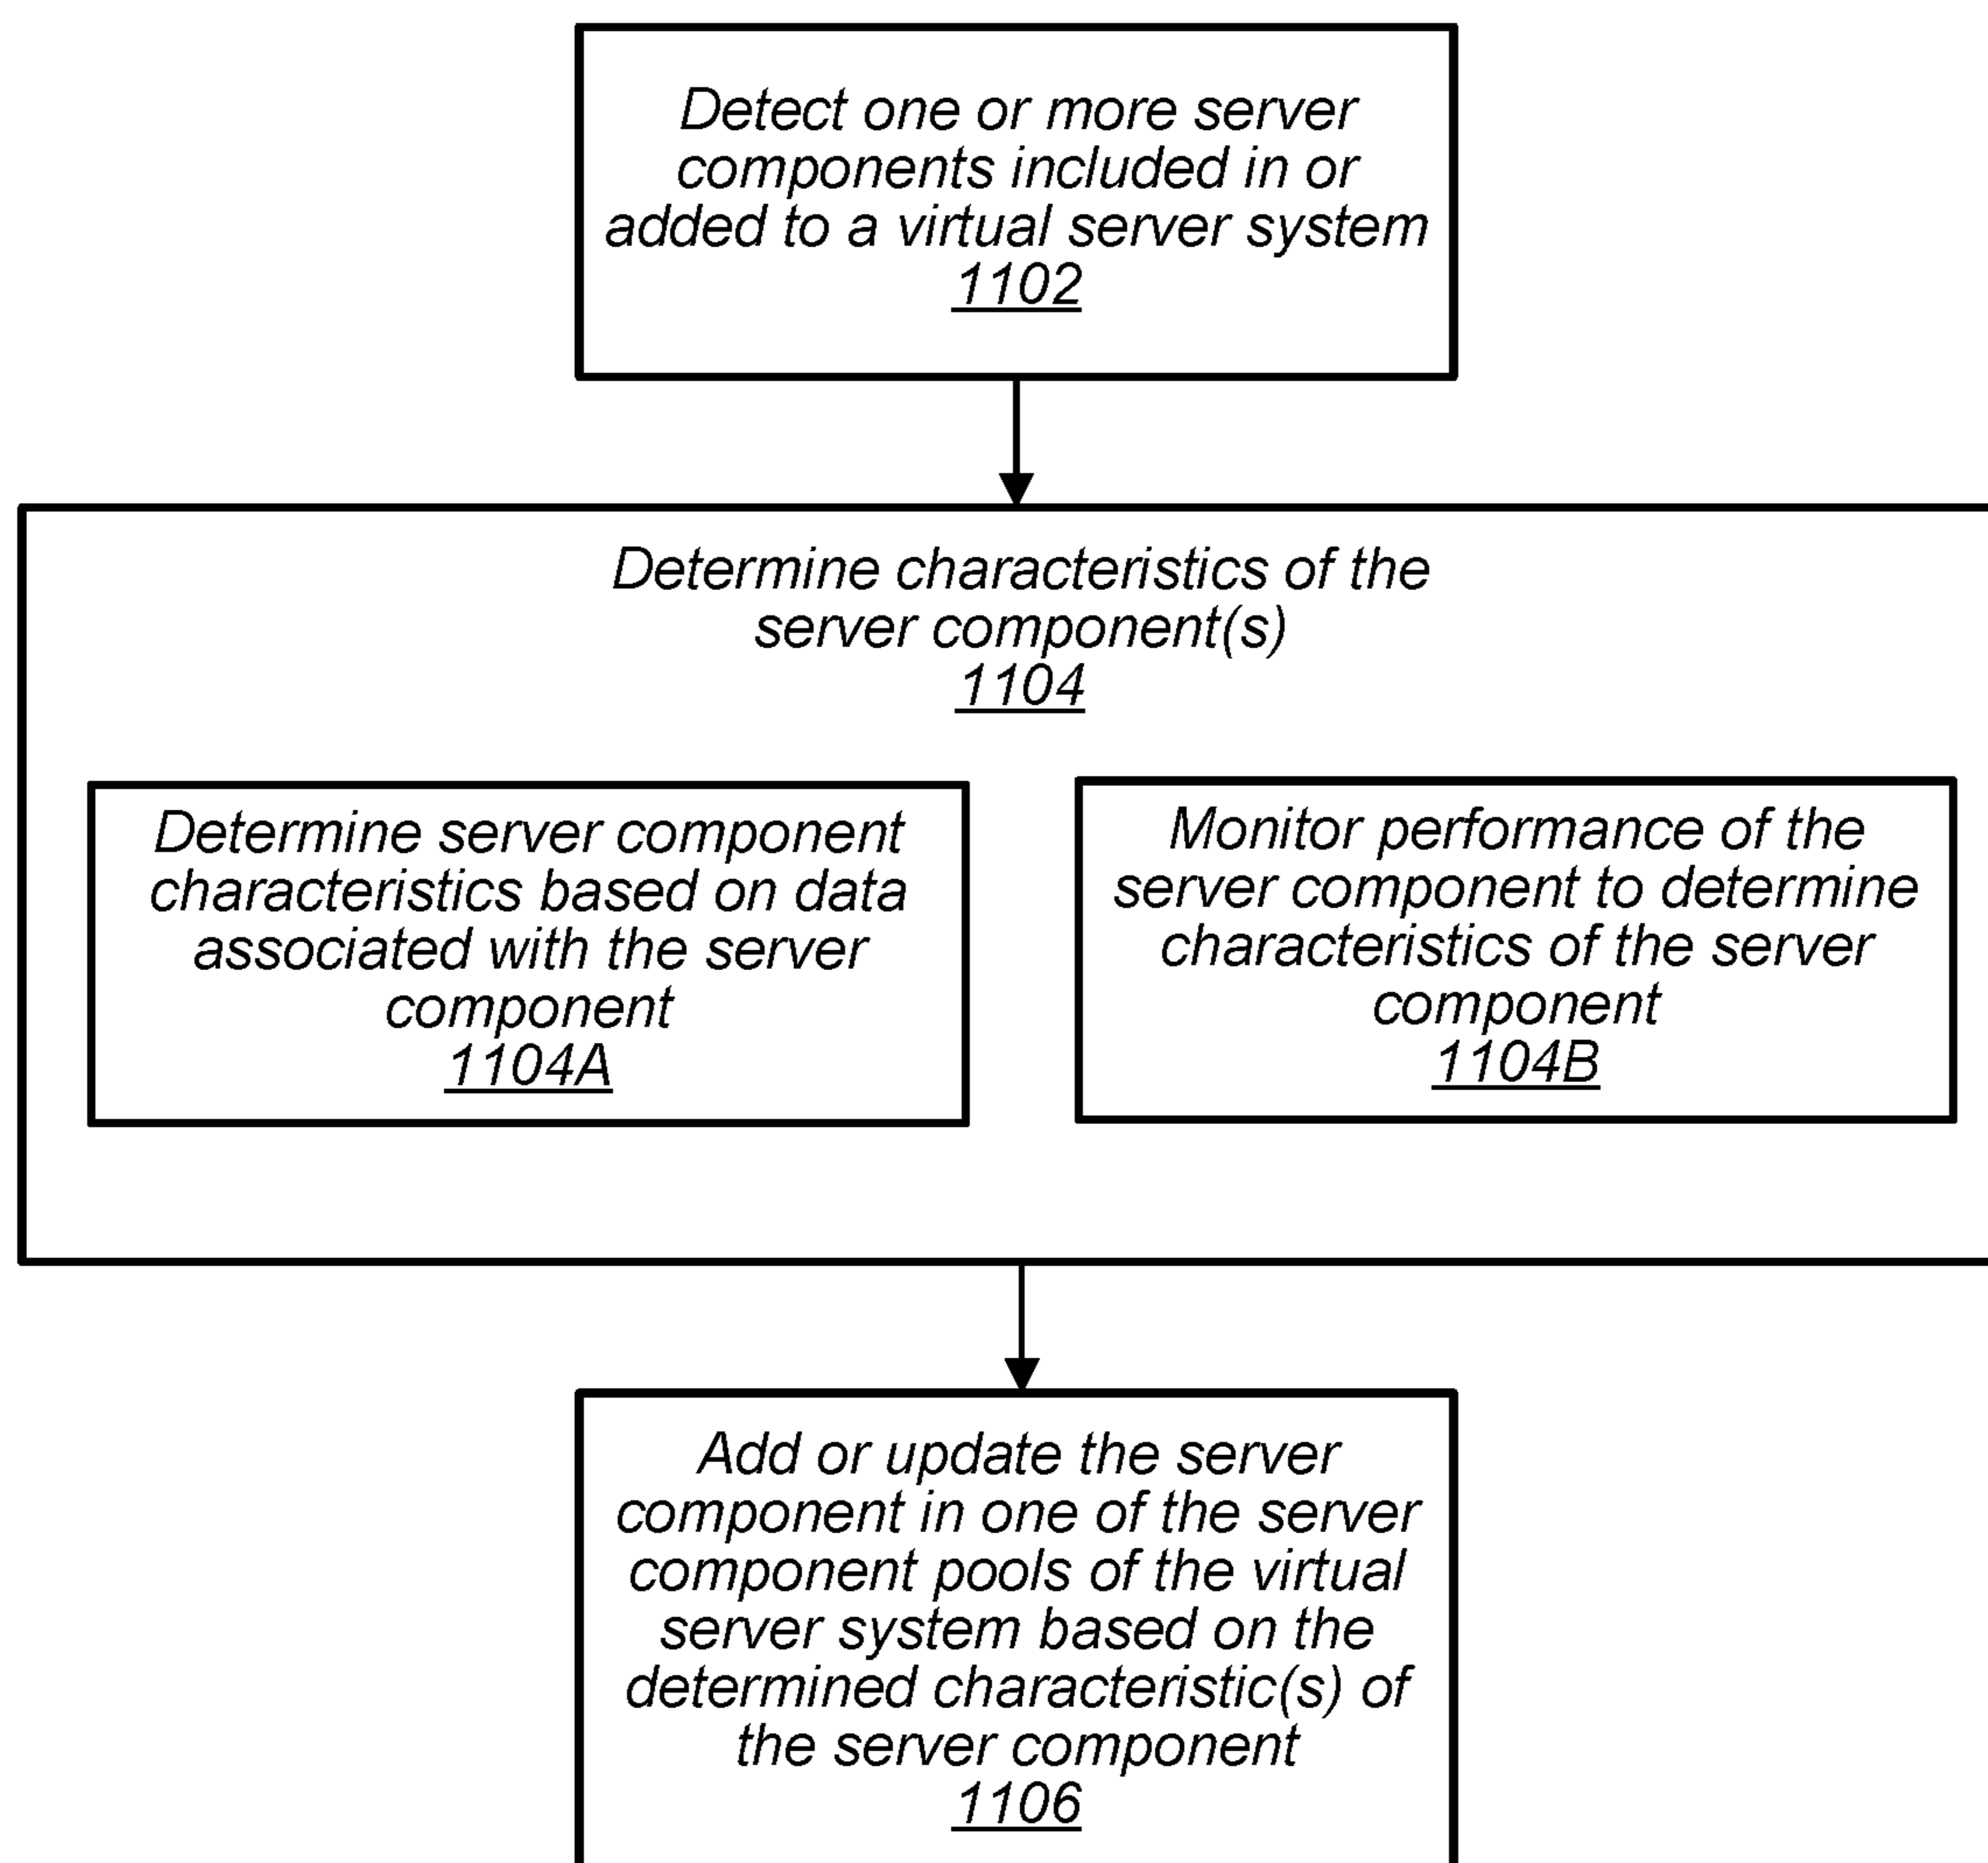 Detect one or more server
components included in or
added to a virtual server system
1102
Determine characteristics of the
server component(s)
1104
Determine server component
characteristics based on data
associated with the server
component
1104A
Monitor performance of the
server component to determine
characteristics of the server
component
1104B
Add or update the server
component in one of the server
component pools of the virtual
server system based on the
determined characteristic(s) of
the server component
1106